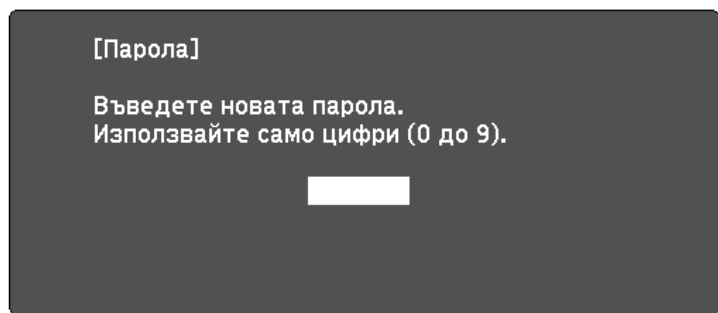 [Парола]
Въведете новата парола.
Използвайте само цифри (0 до 9).